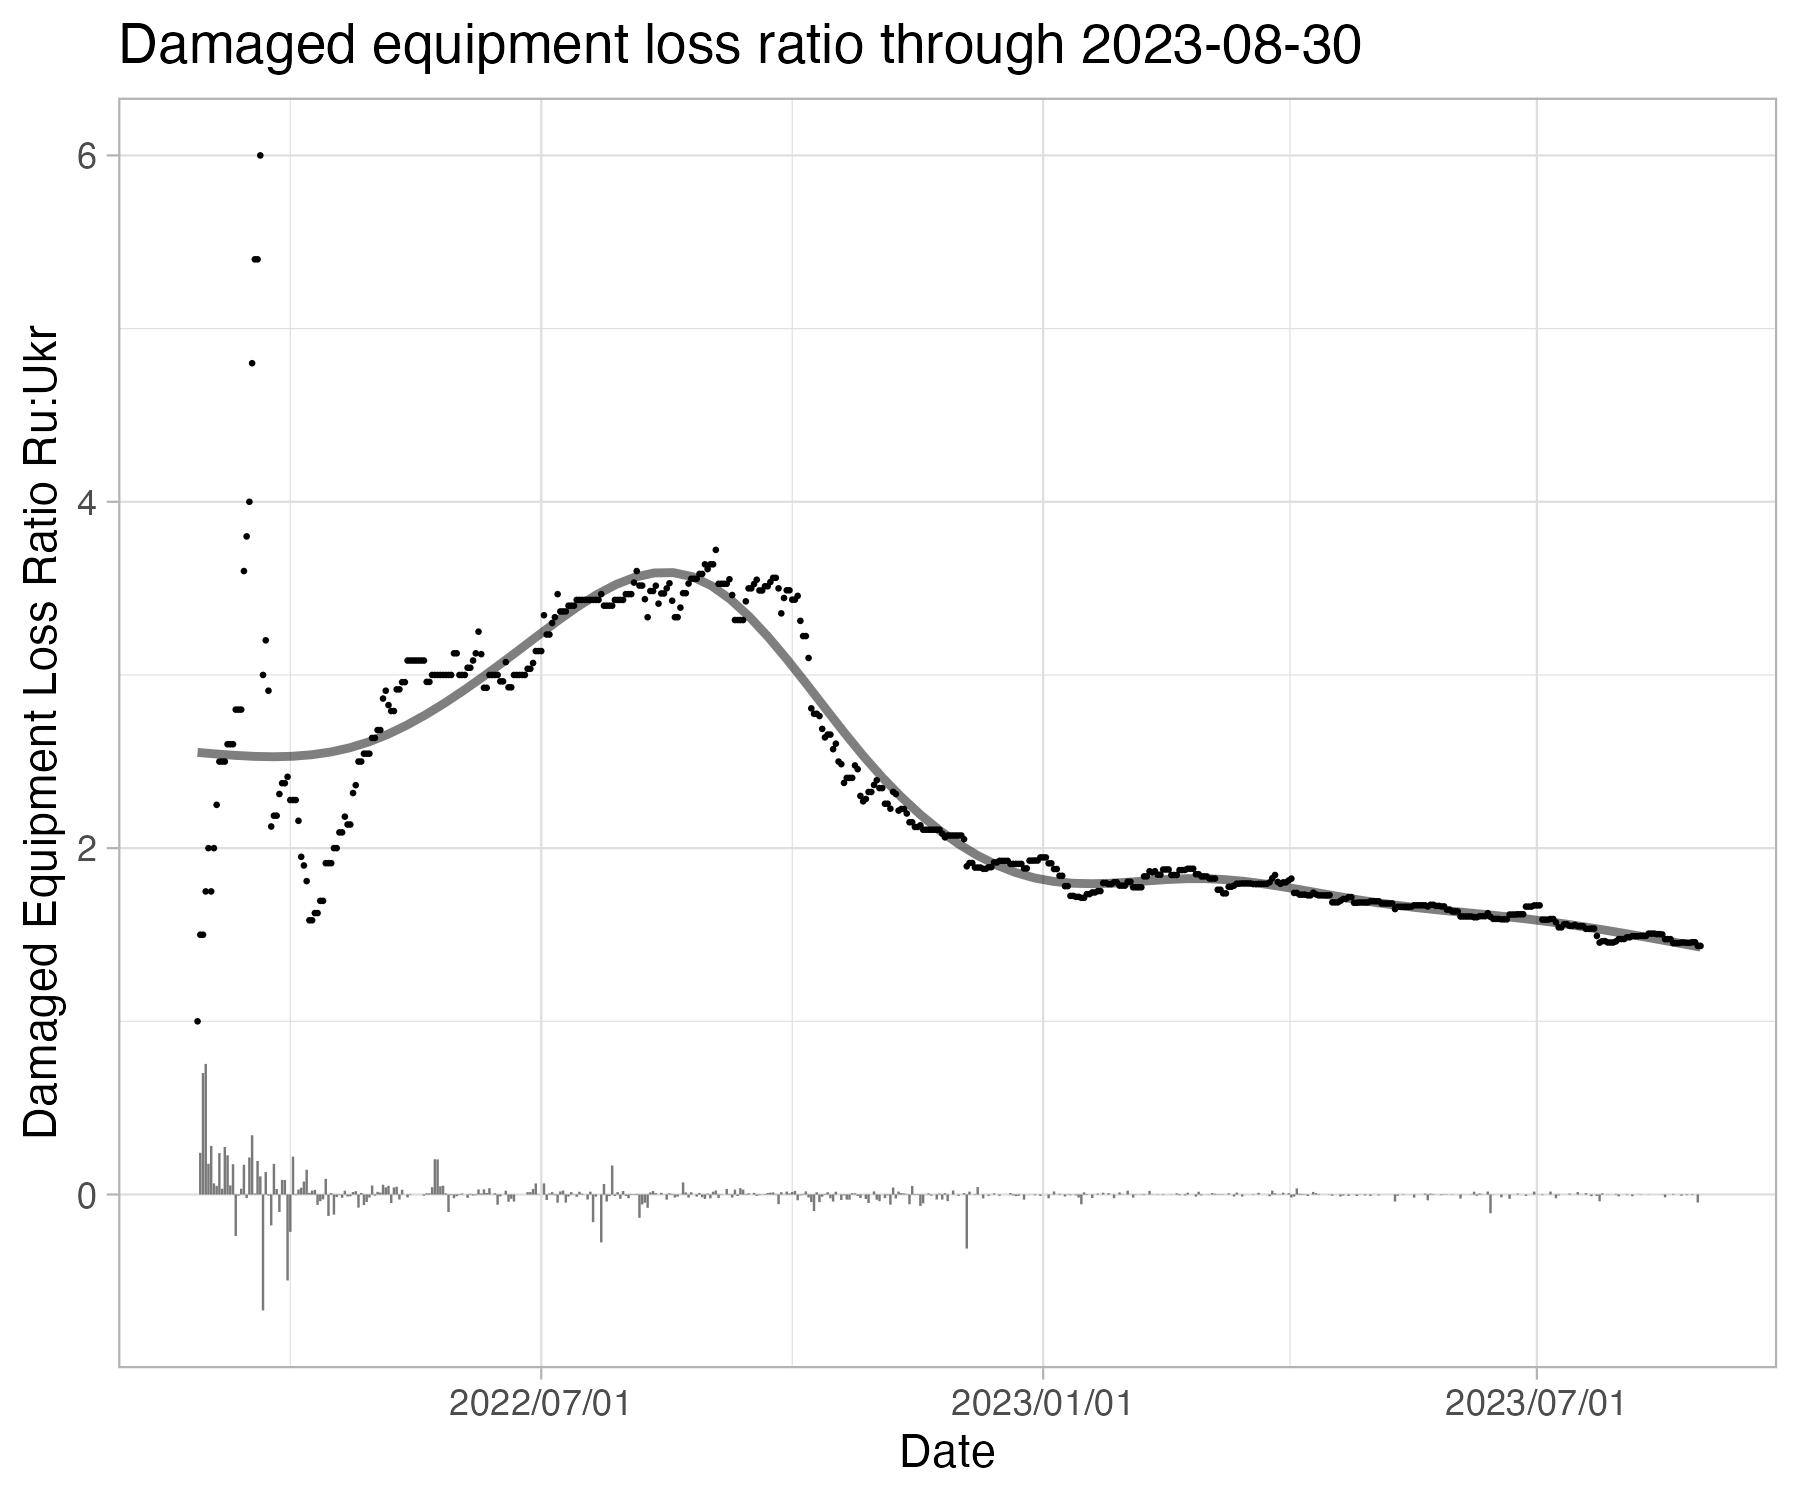 Damaged equipment loss ratio through 2023-08-30
Damaged Equipment Loss Ratio Ru:Ukr
6
4
2
0
2022/07/01
2023/01/01
2023/07/01
Date